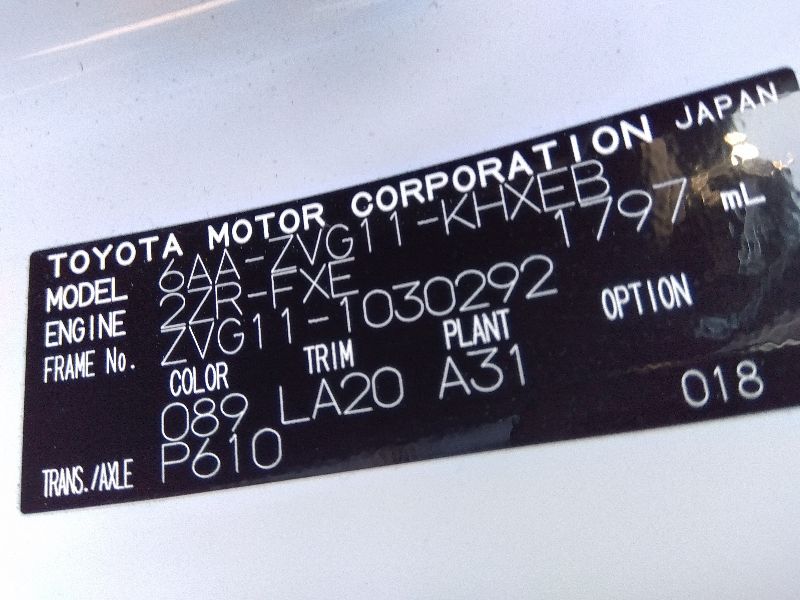 TOYOTA MOTOR CORPORATION JAPAN
MODEL 6AA-ZVG11-KHXEB
ENGINE 2ZR-FXE 1797 mL
FRAME No. ZVG11-1030292
COLOR TRIM PLANT OPTION
089 LA20 A31
TRANS./AXLE P610 018